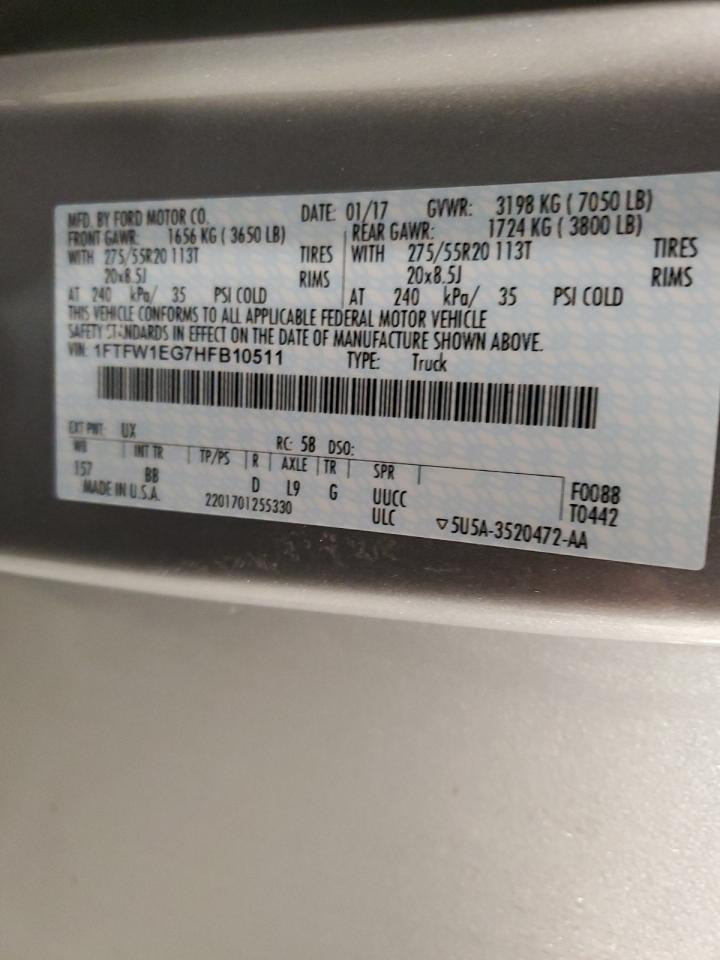 MFD. BY FORD MOTOR CO. DATE: 01/17 GVWR: 3198 KG ( 7050 LB)
FRONT GAWR: 1656 KG ( 3650 LB) REAR GAWR: 1724 KG ( 3800 LB)
WITH 275/55R20 113T TIRES WITH 275/55R20 113T TIRES
20x8.5J RIMS 20x8.5J RIMS
AT 240 kPa/ 35 PSI COLD AT 240 kPa/ 35 PSI COLD
THIS VEHICLE CONFORMS TO ALL APPLICABLE FEDERAL MOTOR VEHICLE
SAFETY STANDARDS IN EFFECT ON THE DATE OF MANUFACTURE SHOWN ABOVE.
VIN: 1FTFW1EG7HFB10511 TYPE: Truck
EXT PNT: UX RC: 58 DSO:
WB INT TR TP/PS R AXLE TR SPR
157 BB D L9 G UUCC F0088
MADE IN U.S.A. 2201701255330 ULC T0442
▽5U5A-3520472-AA